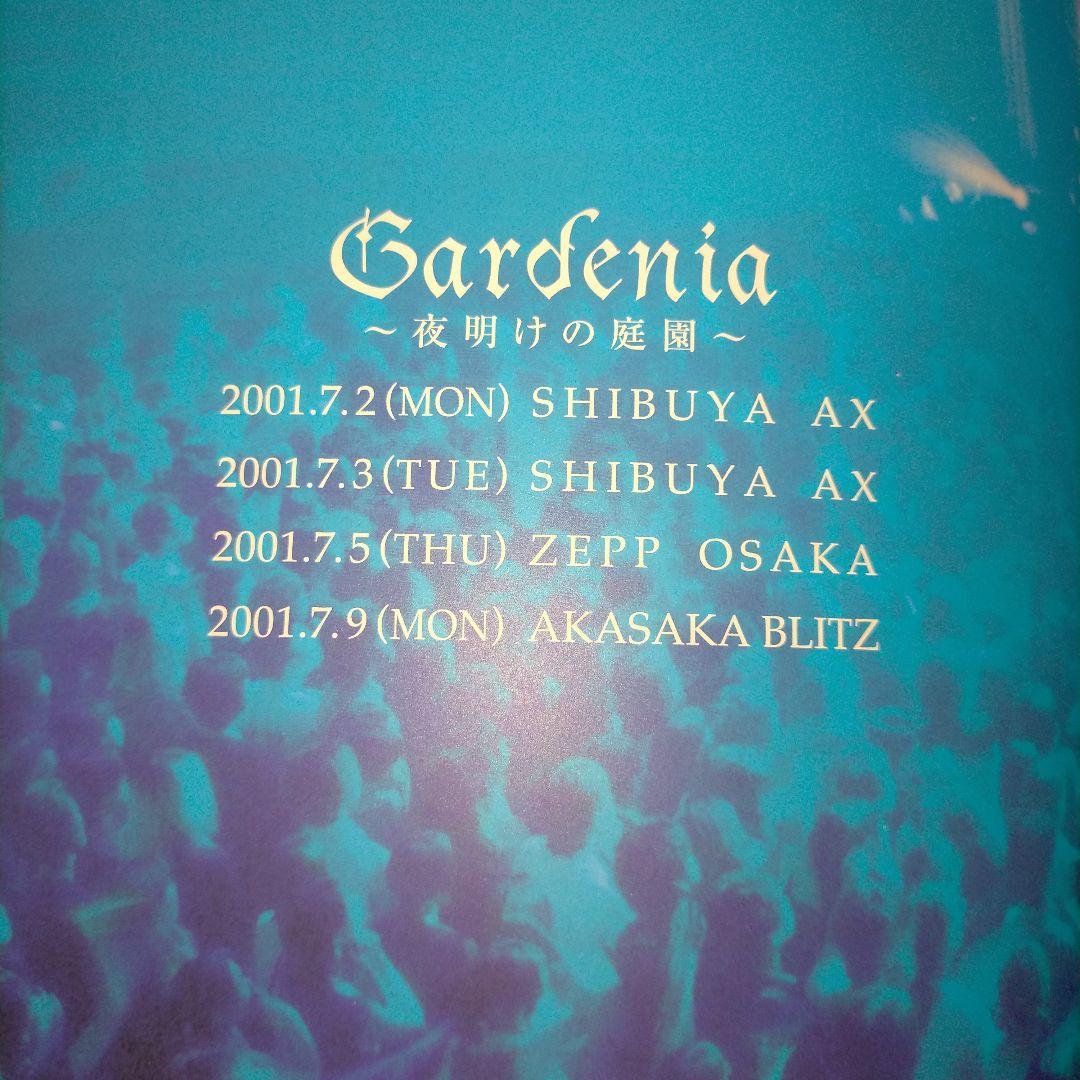 Gardenia
～夜明けの庭園～
2001.7.2(MON) SHIBUYA AX
2001.7.3(TUE) SHIBUYA AX
2001.7.5(THU) ZEPP OSAKA
2001.7.9(MON) AKASAKA BLITZ